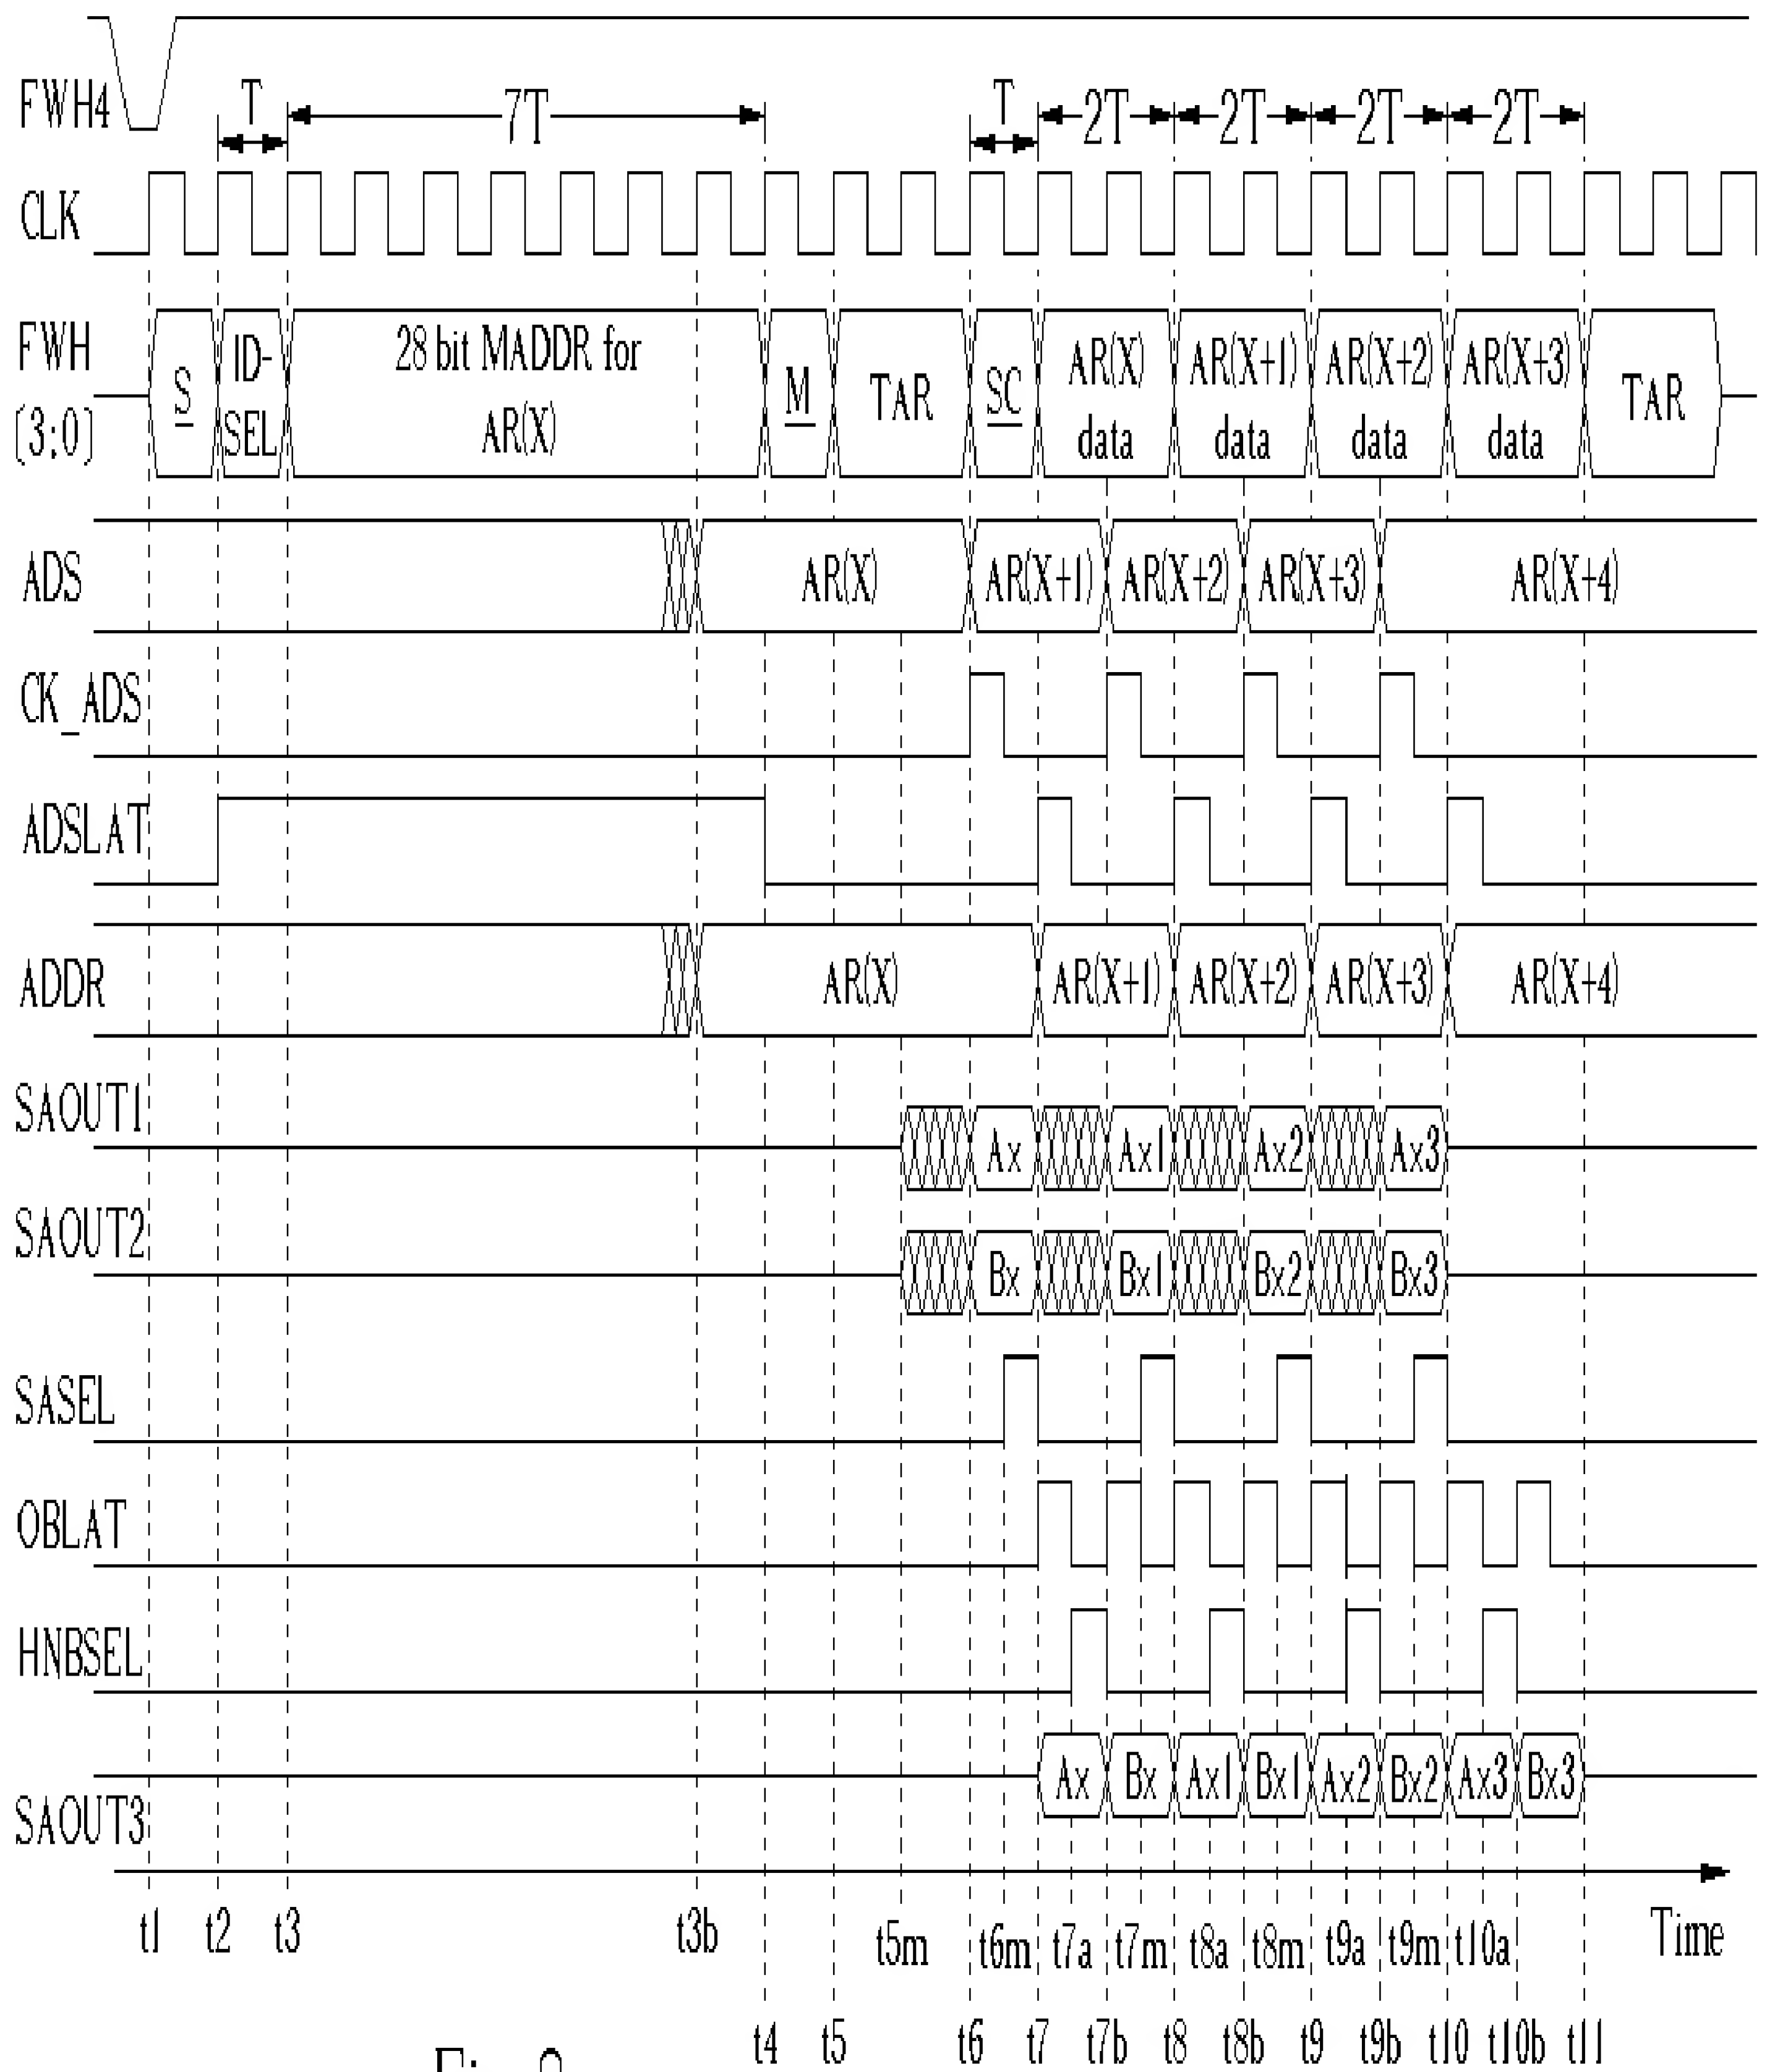 FWH4
T
7T
T
2T
2T
2T
2T
CLK
FWH
(3:0)
S
ID-
SEL
28 bit MADDR for
AR(X)
M
TAR
SC
AR(X)
data
AR(X+1)
data
AR(X+2)
data
AR(X+3)
data
TAR
ADS
AR(X)
AR(X+1)
AR(X+2)
AR(X+3)
AR(X+4)
CK_ADS
ADSLAT
ADDR
AR(X)
AR(X+1)
AR(X+2)
AR(X+3)
AR(X+4)
SAOUT1
Ax
Ax1
Ax2
Ax3
SAOUT2
Bx
Bx1
Bx2
Bx3
SASEL
OBLAT
HNBSEL
SAOUT3
Ax
Bx
Ax1
Bx1
Ax2
Bx2
Ax3
Bx3
t1
t2
t3
t3b
t5m
t6m
t7a
t7m
t8a
t8m
t9a
t9m
t10a
Time
t4
t5
t6
t7
t7b
t8
t8b
t9
t9b
t10
t10b
t11